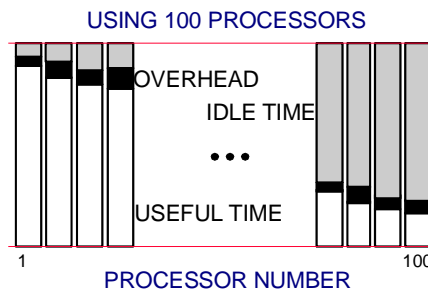 USING 100 PROCESSORS
OVERHEAD
IDLE TIME
...
USEFUL TIME
1 100
PROCESSOR NUMBER